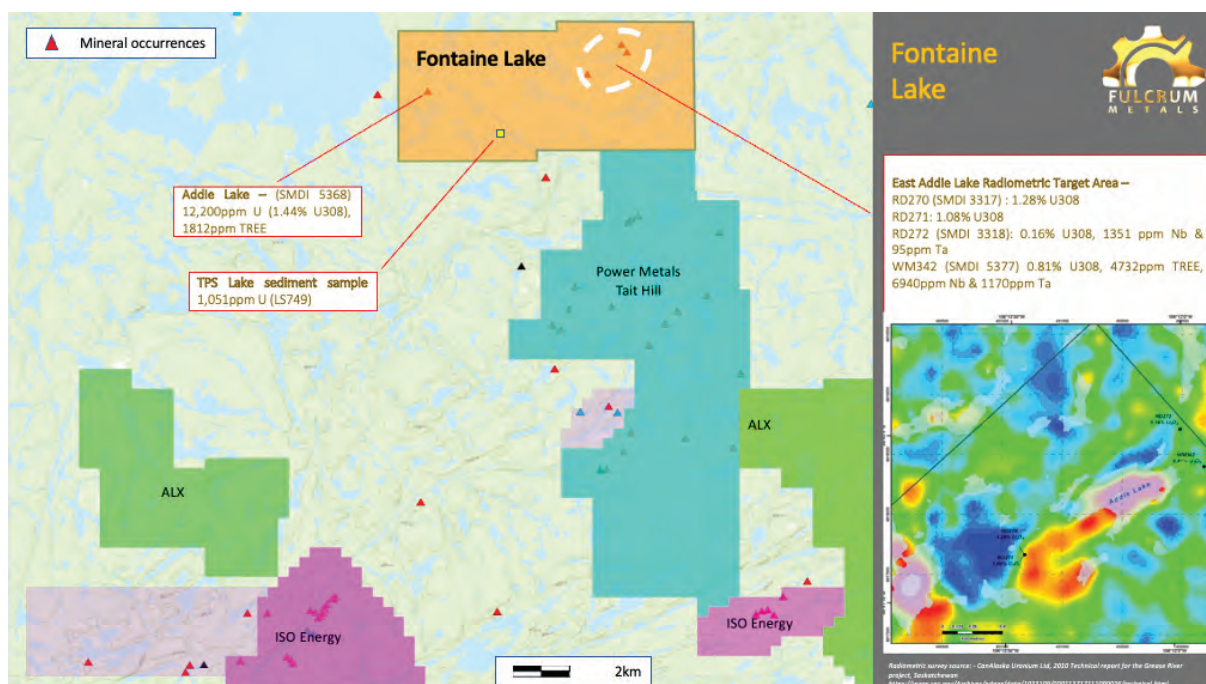 Mineral occurrences
Fontaine Lake
Addie Lake – (SMDI 5368)
12,200ppm U (1.44% U308),
1812ppm TREE
TPS Lake sediment sample
1,051ppm U (LS749)
Power Metals
Tait Hill
ALX
ALX
ISO Energy
ISO Energy
2km
Fontaine
Lake
FULCRUM
METALS
East Addie Lake Radiometric Target Area –
RD270 (SMDI 3317) : 1.28% U308
RD271: 1.08% U308
RD272 (SMDI 3318): 0.16% U308, 1351 ppm Nb &
95ppm Ta
WM342 (SMDI 5377) 0.81% U308, 4732ppm TREE,
6940ppm Nb & 1170ppm Ta
RD272
WM342
Addie Lake
Radiometric survey source: - CanAlaska Uranium Ltd, 2010 Technical report for the Grease River
project, Saskatchewan